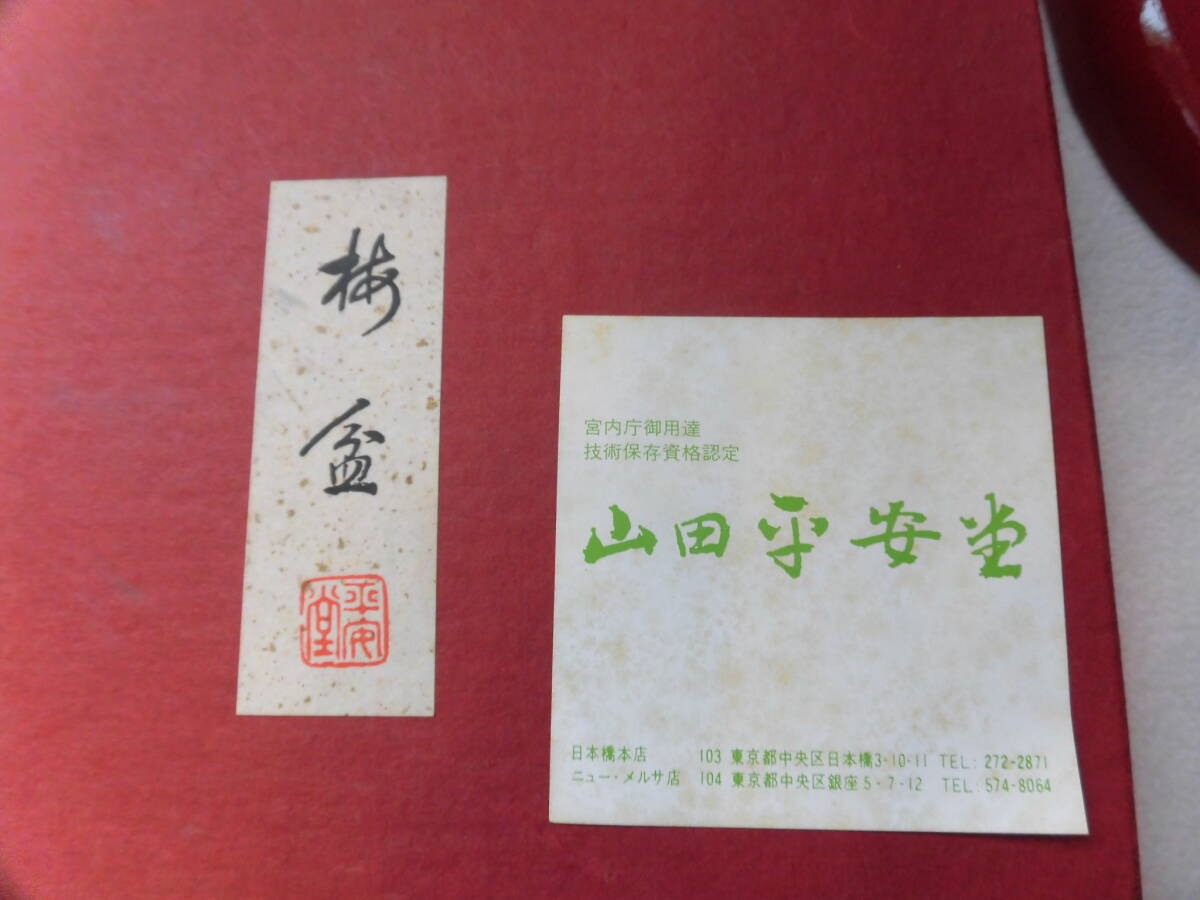 梅盆
平安堂
宮内庁御用達
技術保存資格認定
山田平安堂
日本橋本店 103 東京都中央区日本橋3-10-11 TEL: 272-2871
ニュー・メルサ店 104 東京都中央区銀座5-7-12 TEL: 574-8064